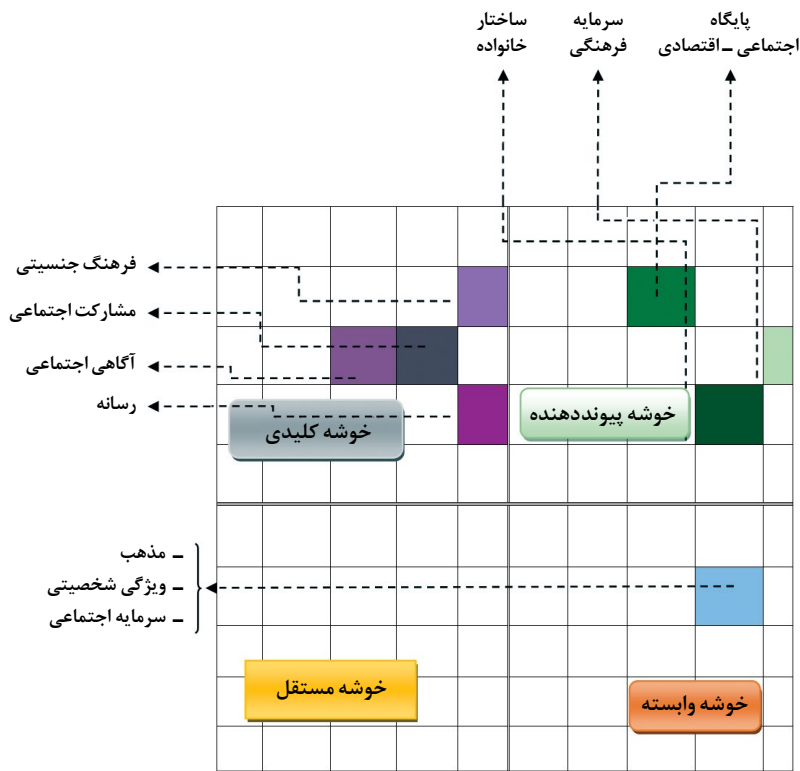 پایگاه
اجتماعی ـ اقتصادی
سرمایه
فرهنگی
ساختار
خانواده
فرهنگ جنسیتی
مشارکت اجتماعی
آگاهی اجتماعی
رسانه
خوشه پیونددهنده
خوشه کلیدی
ـ مذهب
ـ ویژگی شخصیتی
ـ سرمایه اجتماعی
خوشه وابسته
خوشه مستقل